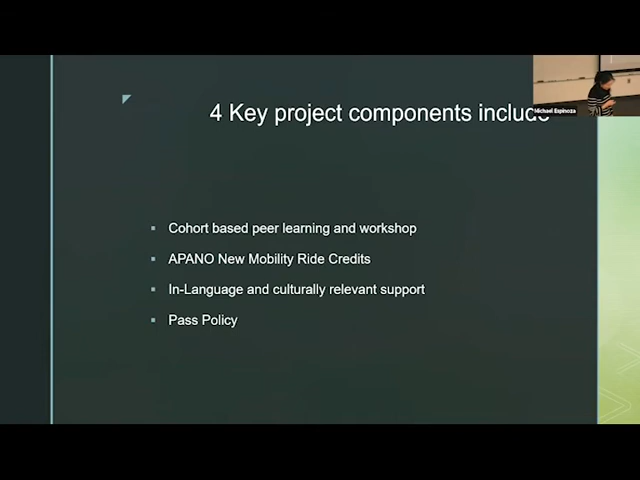 4 Key project components include
Michael Espinoza
Cohort based peer learning and workshop
APANO New Mobility Ride Credits
In-Language and culturally relevant support
Pass Policy